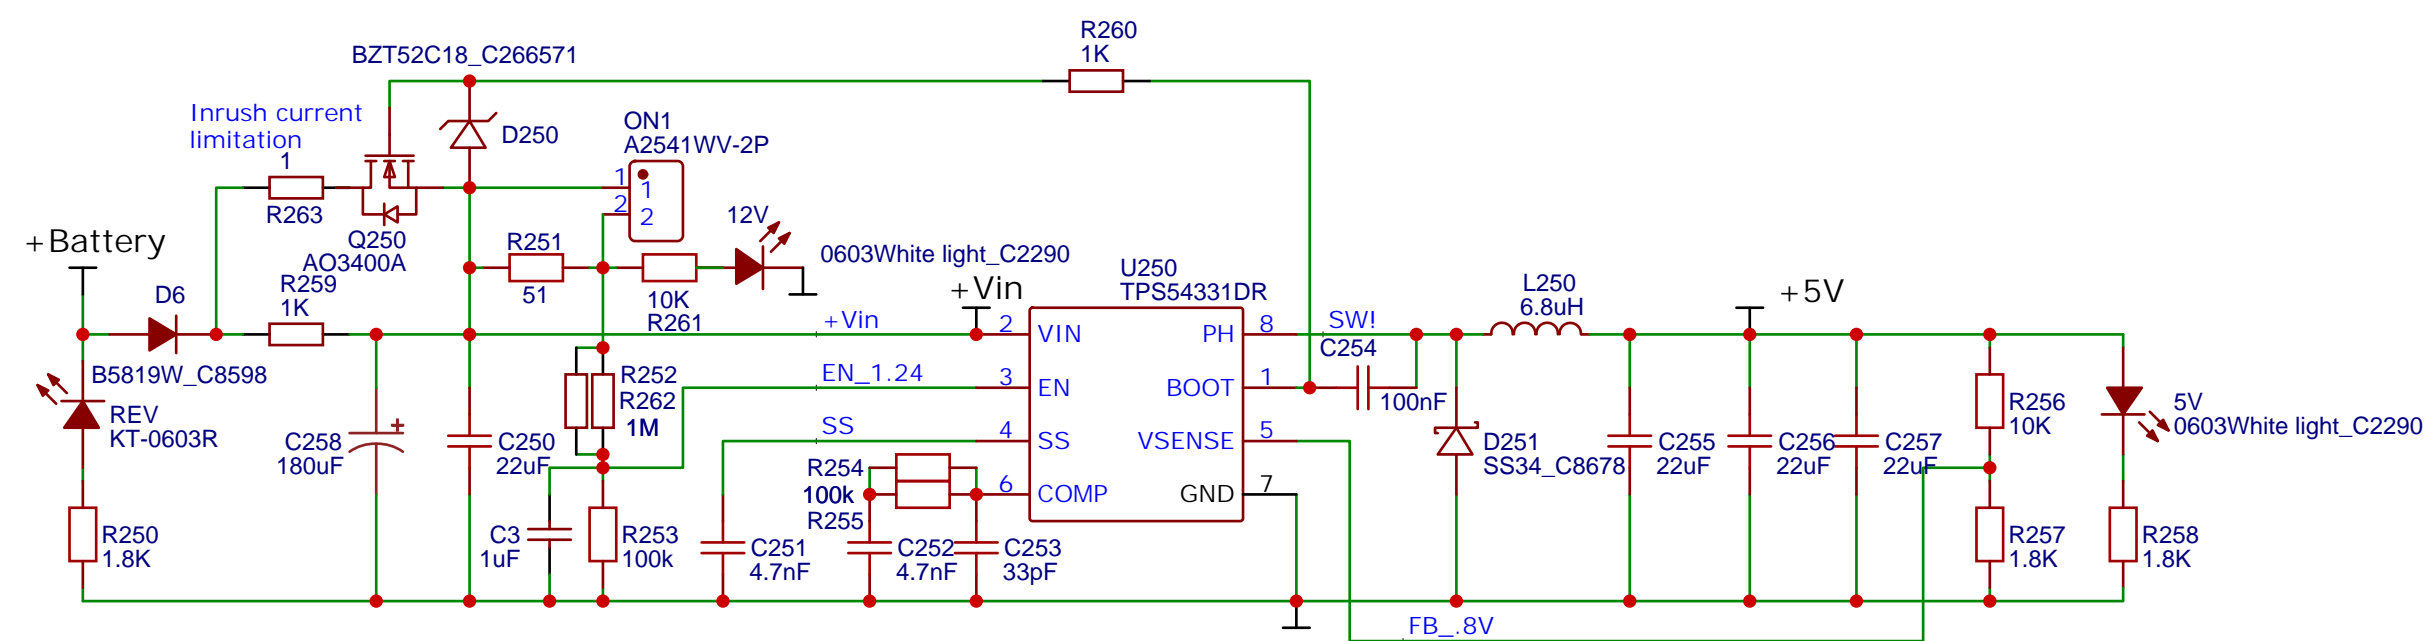 R260
1K
BZT52C18_C266571
Inrush current
limitation
1
R263
D250
ON1
A2541WV-2P
1
2
1
2
12V
Q250
AO3400A
+Battery
R259
1K
D6
B5819W_C8598
REV
KT-0603R
R250
1.8K
R251
51
10K
R261
0603White light_C2290
+Vin
+Vin
U250
TPS54331DR
2
VIN
3
EN
4
SS
6
COMP
PH
8
BOOT
1
VSENSE
5
GND
7
EN_1.24
SS
SW!
C254
100nF
L250
6.8uH
+5V
C258
180uF
C250
22uF
R252
R262
1M
C3
1uF
R253
100k
C251
4.7nF
R254
100k
R255
C252
4.7nF
C253
33pF
D251
SS34_C8678
C255
22uF
C256
22uF
C257
22uF
R256
10K
5V
0603White light_C2290
R257
1.8K
R258
1.8K
FB_.8V